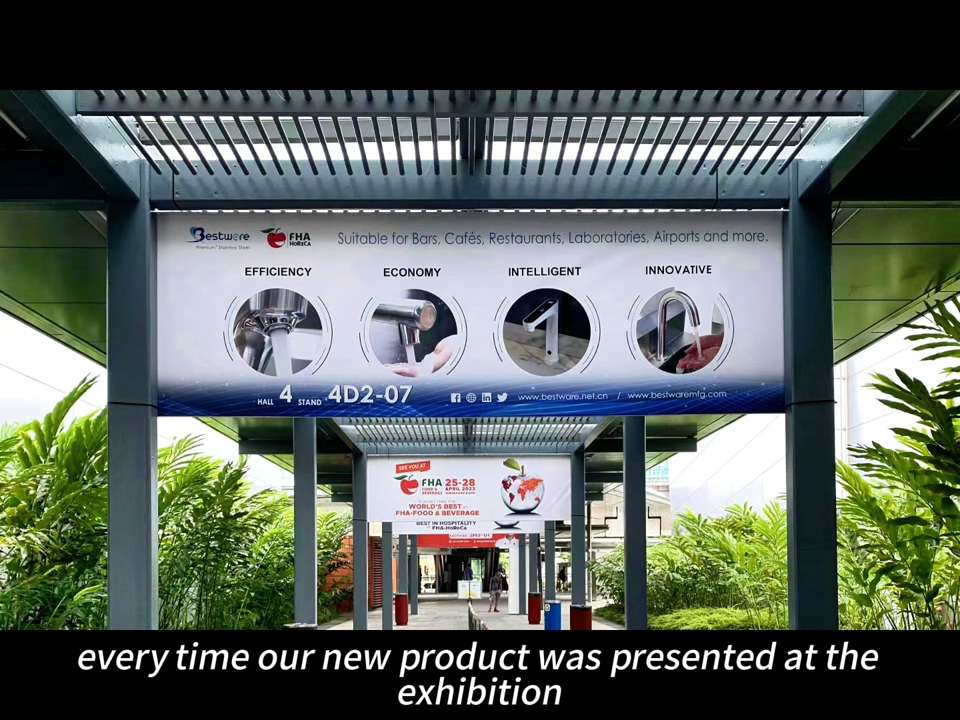 Bestware
Premium Stainless Steel
FHA
HoReCa
Suitable for Bars, Cafés, Restaurants, Laboratories, Airports and more.
EFFICIENCY
ECONOMY
INTELLIGENT
INNOVATIVE
HALL 4 STAND 4D2-07
www.bestware.net.cn / www.bestwaremfg.com
SEE YOU AT
FHA
FOOD &
BEVERAGE
25-28
APRIL 2023
SINGAPORE EXPO
WORLD'S BEST
FHA-FOOD & BEVERAGE
BEST IN HOSPITALITY
FHA-HoReCa
every time our new product was presented at the
exhibition